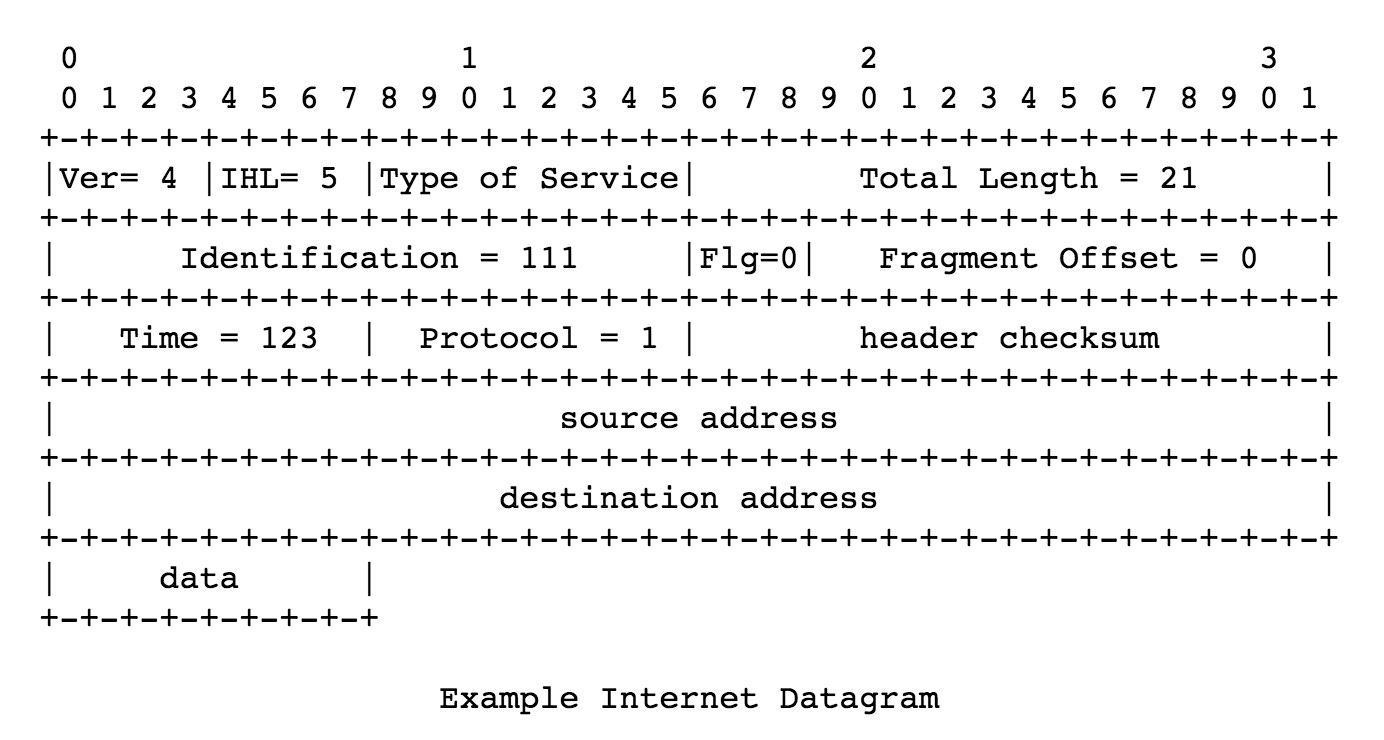 0                   1                   2                   3
 0 1 2 3 4 5 6 7 8 9 0 1 2 3 4 5 6 7 8 9 0 1 2 3 4 5 6 7 8 9 0 1
+-+-+-+-+-+-+-+-+-+-+-+-+-+-+-+-+-+-+-+-+-+-+-+-+-+-+-+-+-+-+-+-+
|Ver= 4 |IHL= 5 |Type of Service|        Total Length = 21      |
+-+-+-+-+-+-+-+-+-+-+-+-+-+-+-+-+-+-+-+-+-+-+-+-+-+-+-+-+-+-+-+-+
|      Identification = 111     |Flg=0|   Fragment Offset = 0   |
+-+-+-+-+-+-+-+-+-+-+-+-+-+-+-+-+-+-+-+-+-+-+-+-+-+-+-+-+-+-+-+-+
|   Time = 123  |  Protocol = 1 |        header checksum        |
+-+-+-+-+-+-+-+-+-+-+-+-+-+-+-+-+-+-+-+-+-+-+-+-+-+-+-+-+-+-+-+-+
|                         source address                        |
+-+-+-+-+-+-+-+-+-+-+-+-+-+-+-+-+-+-+-+-+-+-+-+-+-+-+-+-+-+-+-+-+
|                      destination address                      |
+-+-+-+-+-+-+-+-+-+-+-+-+-+-+-+-+-+-+-+-+-+-+-+-+-+-+-+-+-+-+-+-+
|     data      |
+-+-+-+-+-+-+-+-+
                    Example Internet Datagram